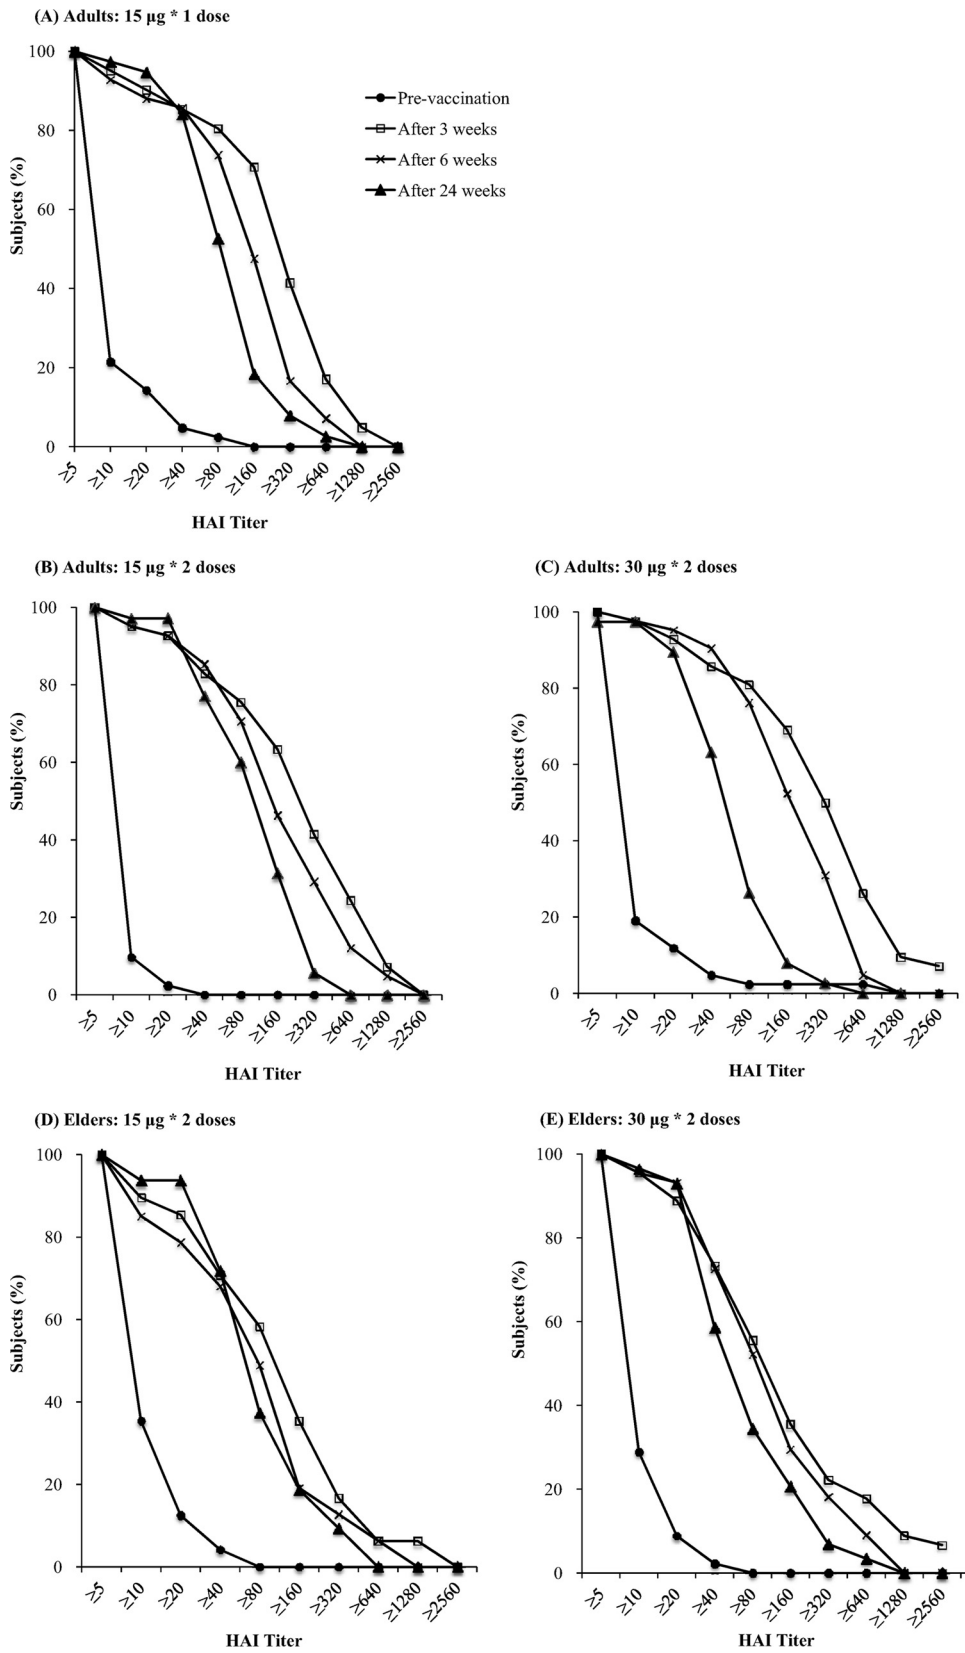 (A) Adults: 15 µg * 1 dose
100
80
60
40
20
0
Subjects (%)
Pre-vaccination
After 3 weeks
After 6 weeks
After 24 weeks
≥5 ≥10 ≥20 ≥40 ≥80 ≥160 ≥320 ≥640 ≥1280 ≥2560
HAI Titer
(B) Adults: 15 µg * 2 doses
100
80
60
40
20
0
Subjects (%)
≥5 ≥10 ≥20 ≥40 ≥80 ≥160 ≥320 ≥640 ≥1280 ≥2560
HAI Titer
(C) Adults: 30 µg * 2 doses
100
80
60
40
20
0
Subjects (%)
≥5 ≥10 ≥20 ≥40 ≥80 ≥160 ≥320 ≥640 ≥1280 ≥2560
HAI Titer
(D) Elders: 15 µg * 2 doses
100
80
60
40
20
0
Subjects (%)
≥5 ≥10 ≥20 ≥40 ≥80 ≥160 ≥320 ≥640 ≥1280 ≥2560
HAI Titer
(E) Elders: 30 µg * 2 doses
100
80
60
40
20
0
Subjects (%)
≥5 ≥10 ≥20 ≥40 ≥80 ≥160 ≥320 ≥640 ≥1280 ≥2560
HAI Titer